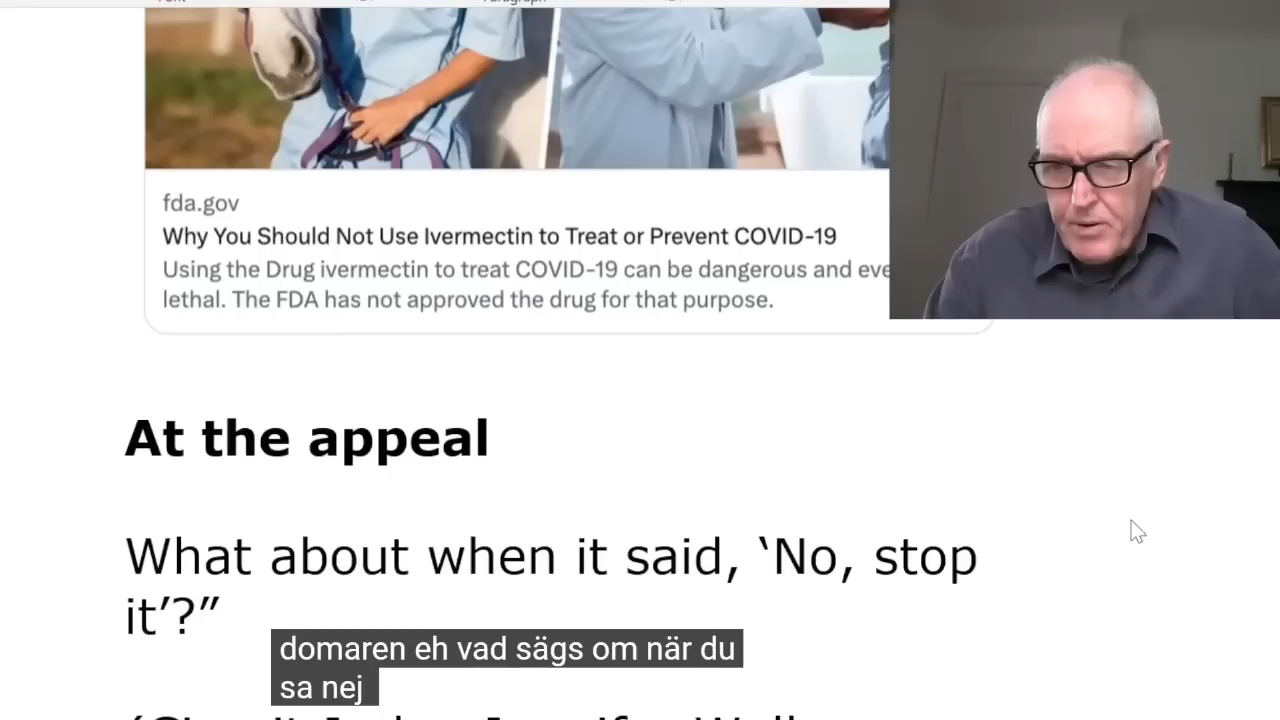 fda.gov
Why You Should Not Use Ivermectin to Treat or Prevent COVID-19
Using the Drug ivermectin to treat COVID-19 can be dangerous and eve
lethal. The FDA has not approved the drug for that purpose.
At the appeal
What about when it said, ‘No, stop
it’?”
domaren eh vad sägs om när du
sa nej